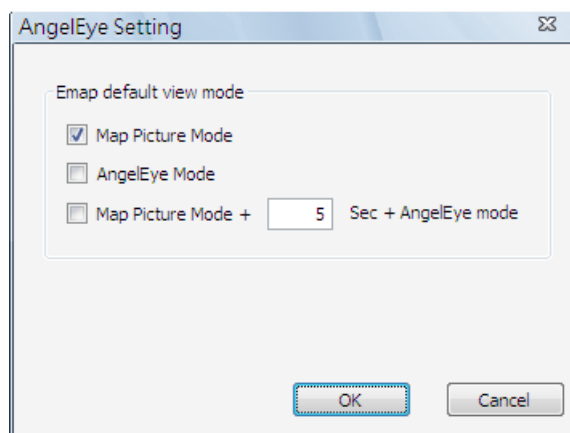 AngelEye Setting
Emap default view mode
Map Picture Mode
AngelEye Mode
Map Picture Mode + 5 Sec + AngelEye mode
OK Cancel